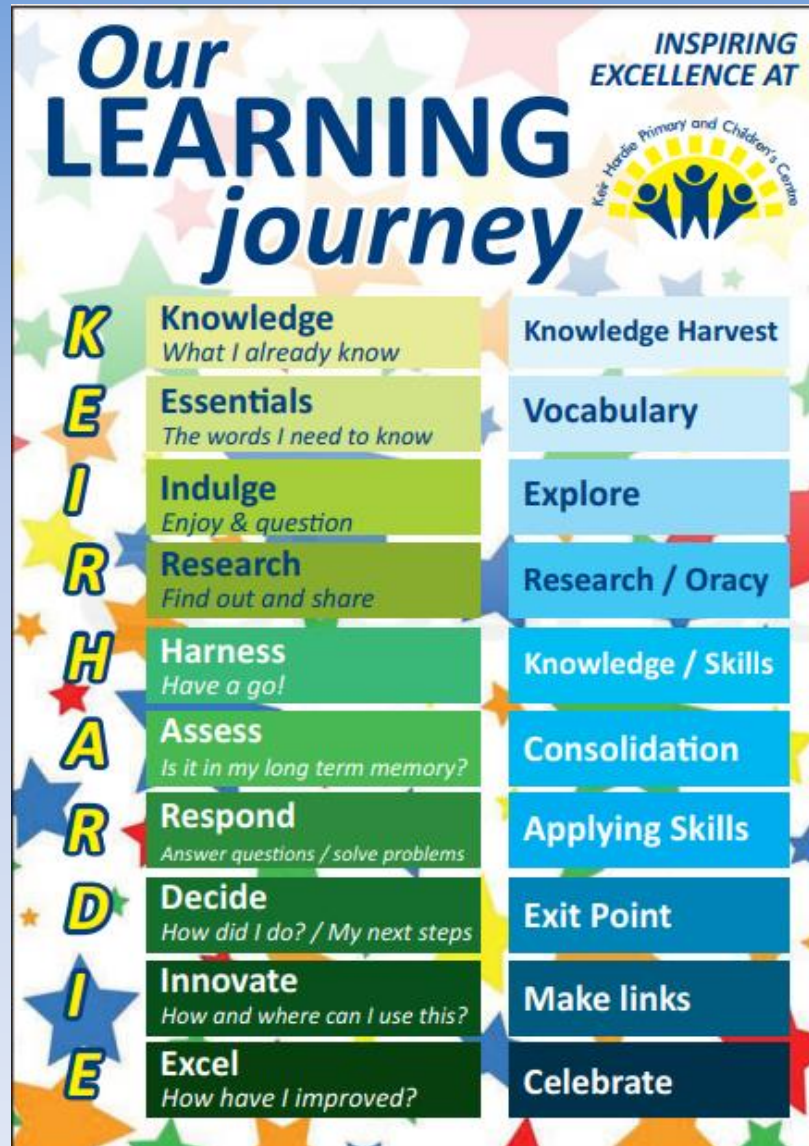 Our
LEARNING
journey
INSPIRING
EXCELLENCE AT
Keir Hardie Primary and Children's Centre
K
Knowledge
What I already know
Knowledge Harvest
E
Essentials
The words I need to know
Vocabulary
I
Indulge
Enjoy & question
Explore
R
Research
Find out and share
Research / Oracy
H
Harness
Have a go!
Knowledge / Skills
A
Assess
Is it in my long term memory?
Consolidation
R
Respond
Answer questions / solve problems
Applying Skills
D
Decide
How did I do? / My next steps
Exit Point
I
Innovate
How and where can I use this?
Make links
E
Excel
How have I improved?
Celebrate